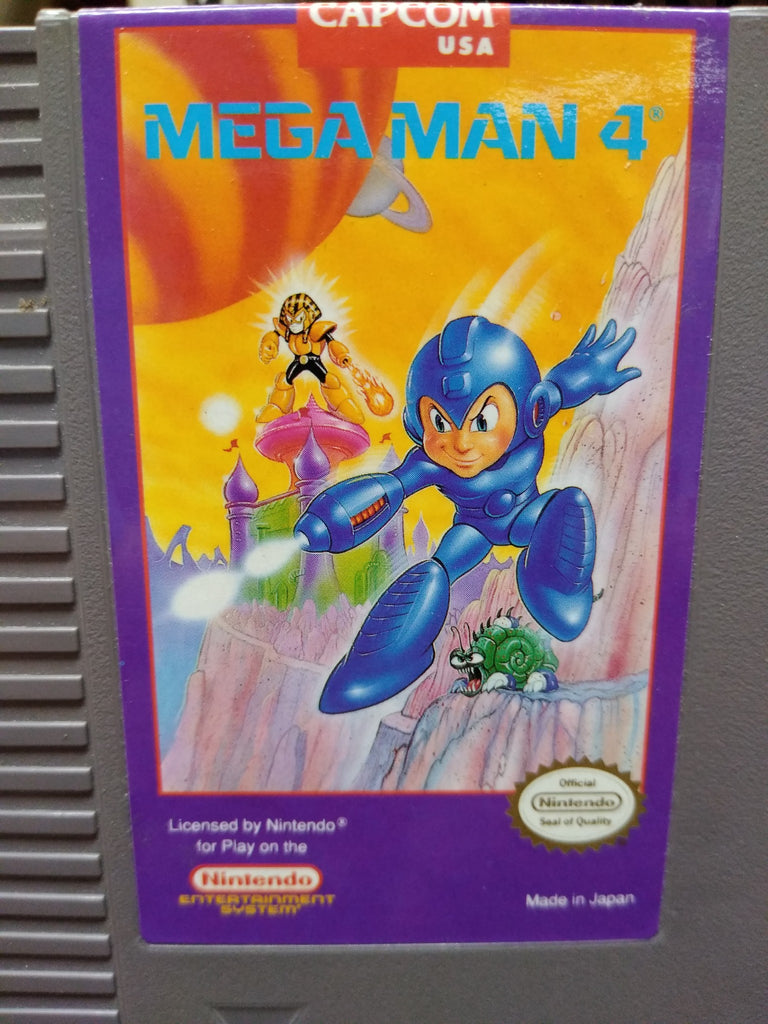 CAPCOM
USA
MEGA MAN 4®
Official
Nintendo
Seal of Quality
Licensed by Nintendo®
for Play on the
Nintendo
ENTERTAINMENT
SYSTEM®
Made in Japan